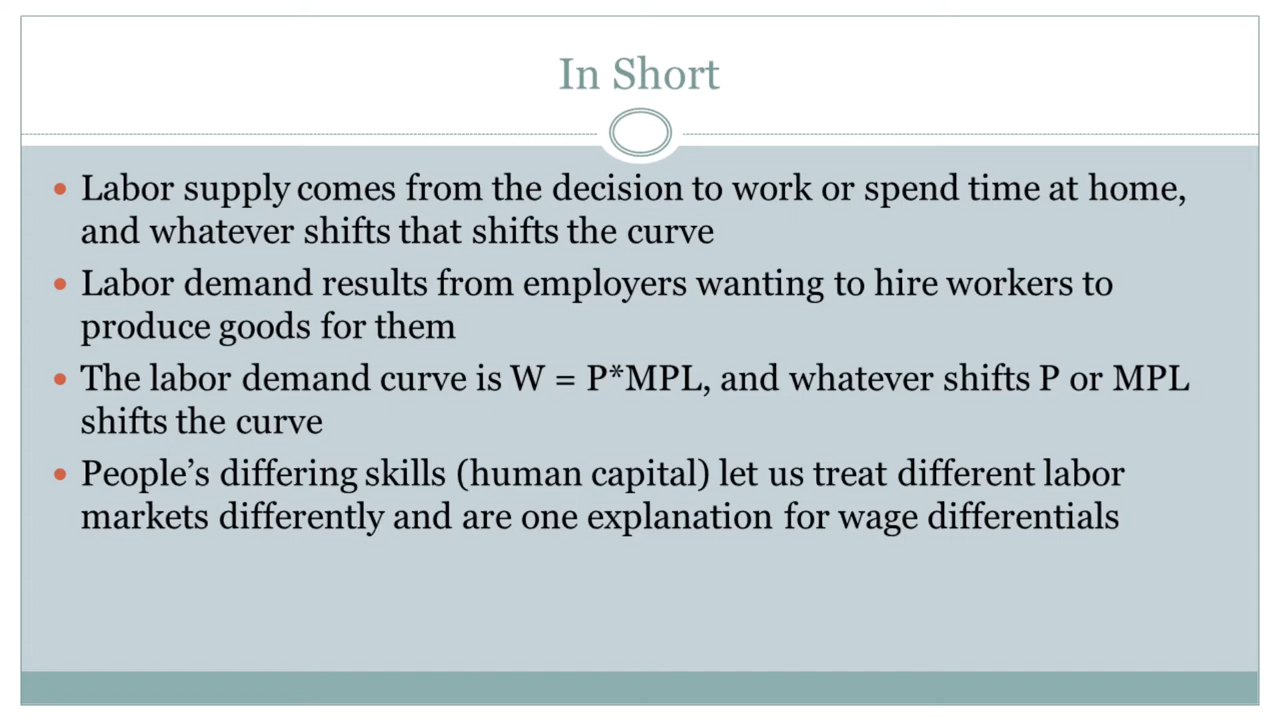 In Short
• Labor supply comes from the decision to work or spend time at home,
and whatever shifts that shifts the curve
• Labor demand results from employers wanting to hire workers to
produce goods for them
• The labor demand curve is W = P*MPL, and whatever shifts P or MPL
shifts the curve
• People’s differing skills (human capital) let us treat different labor
markets differently and are one explanation for wage differentials